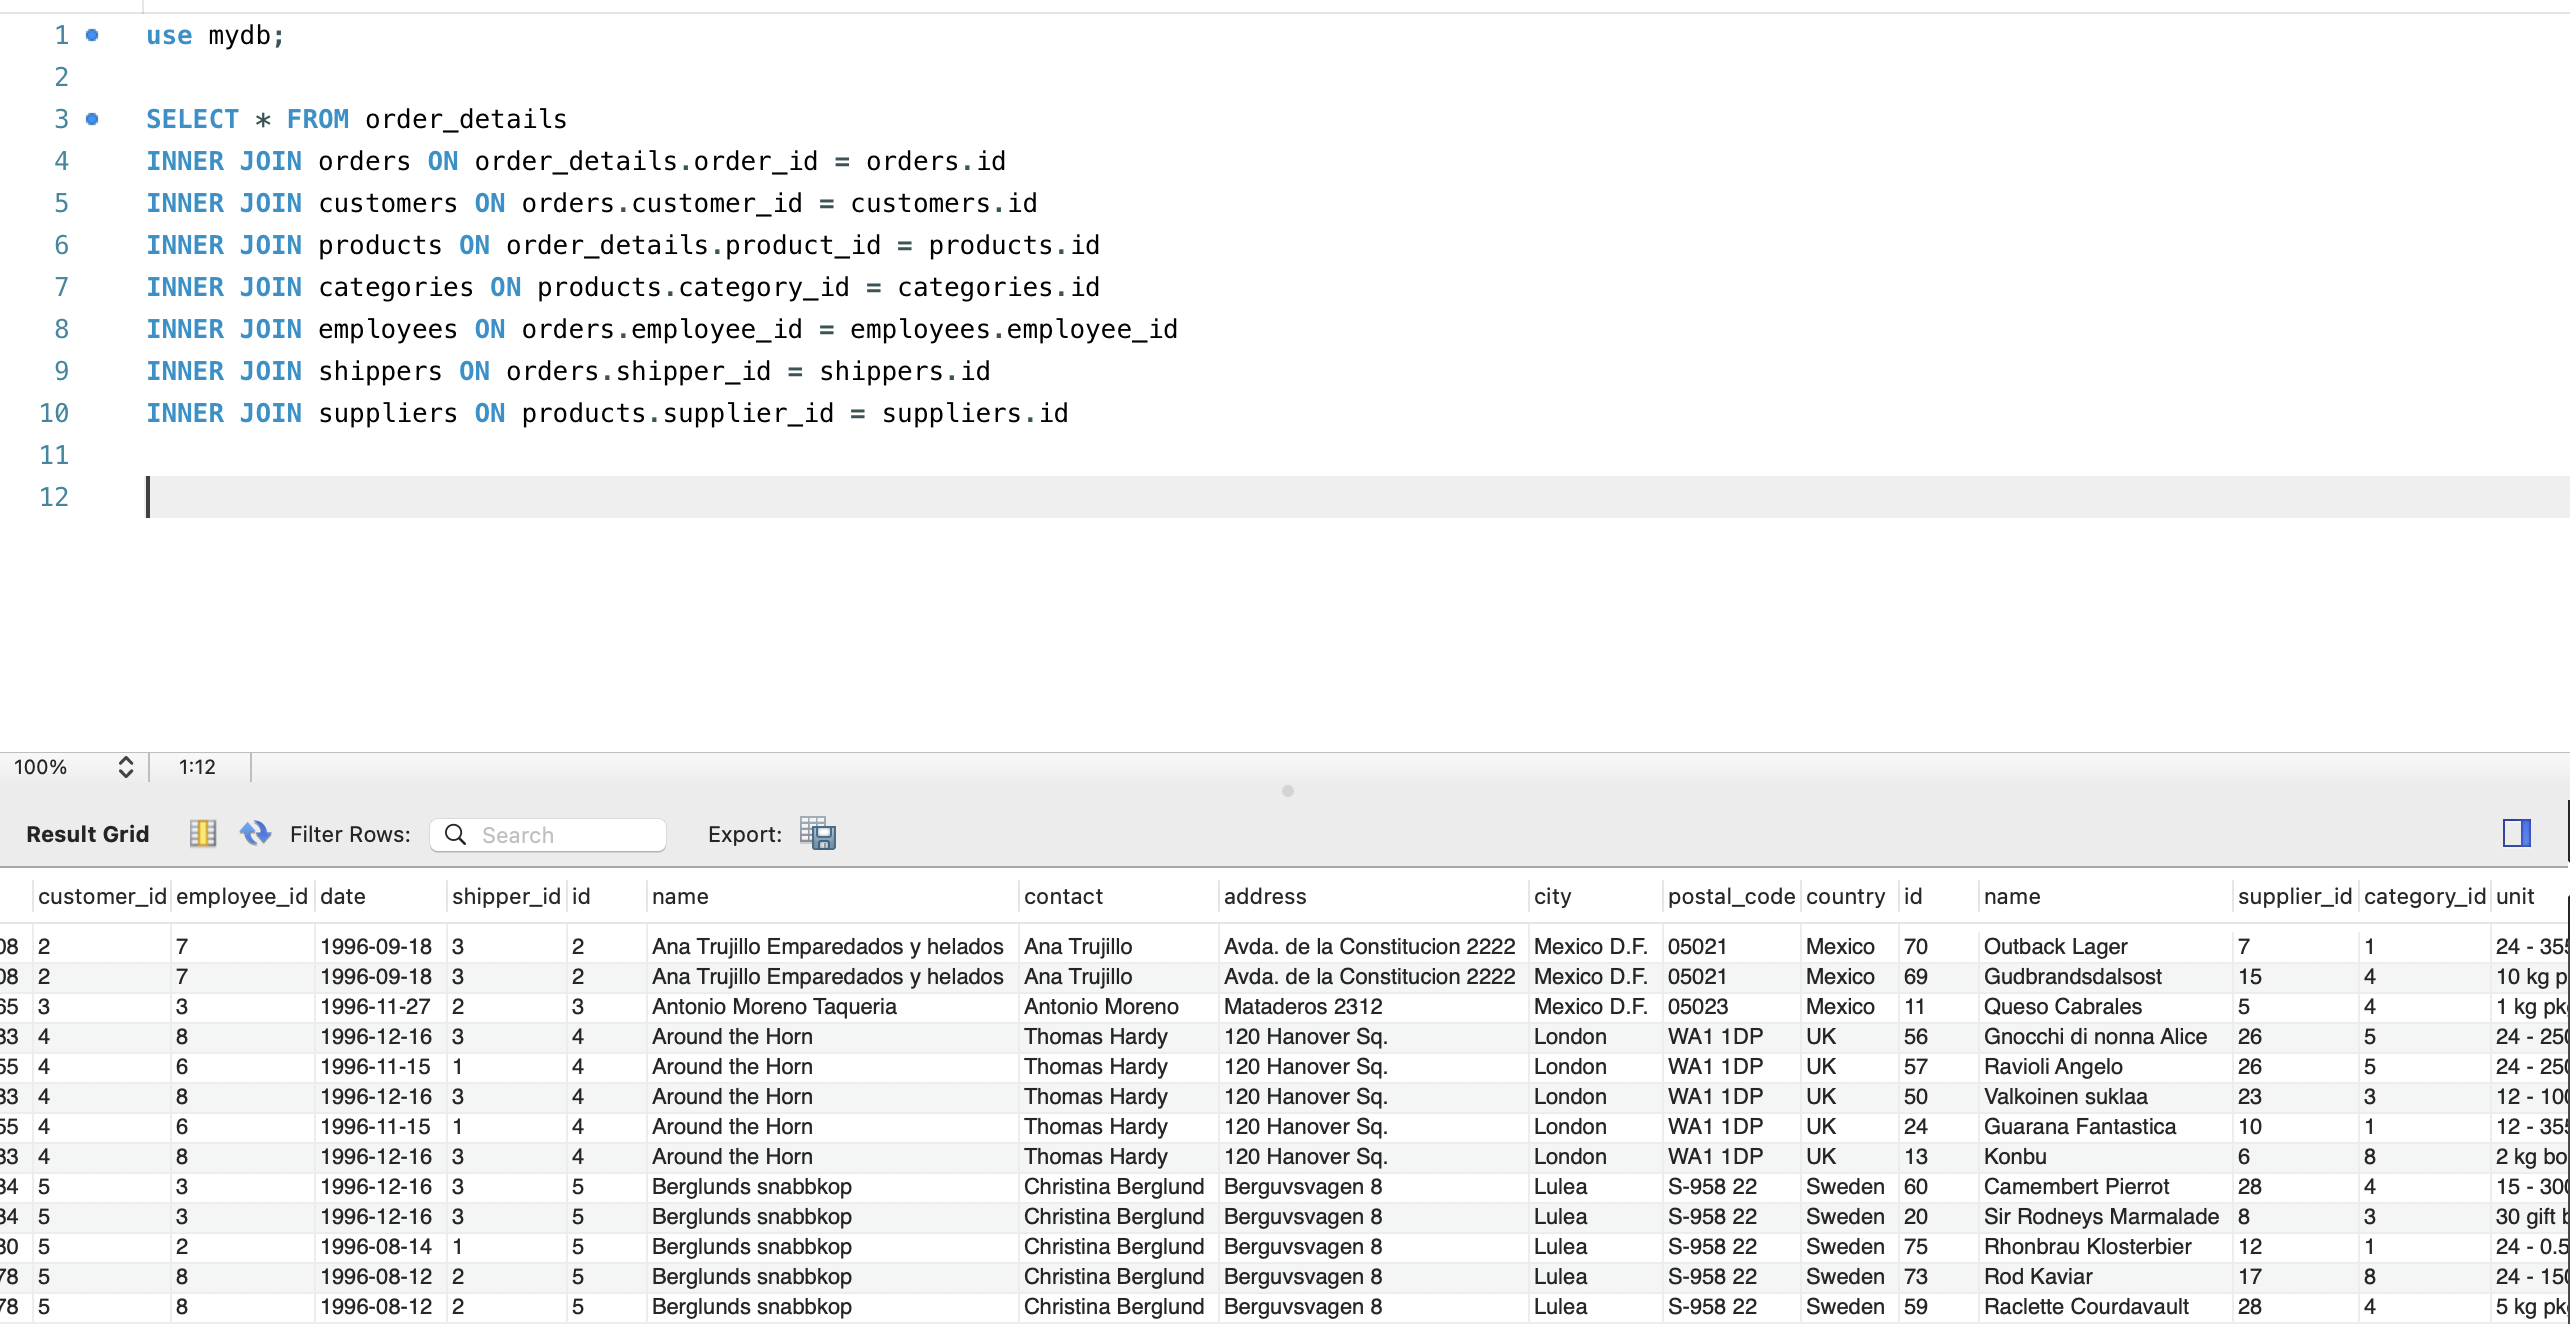 1 use mydb;
2
3 SELECT * FROM order_details
4 INNER JOIN orders ON order_details.order_id = orders.id
5 INNER JOIN customers ON orders.customer_id = customers.id
6 INNER JOIN products ON order_details.product_id = products.id
7 INNER JOIN categories ON products.category_id = categories.id
8 INNER JOIN employees ON orders.employee_id = employees.employee_id
9 INNER JOIN shippers ON orders.shipper_id = shippers.id
10 INNER JOIN suppliers ON products.supplier_id = suppliers.id
11
12
100% 1:12
Result Grid Filter Rows: Search Export:
customer_id employee_id date shipper_id id name contact address city postal_code country id name supplier_id category_id unit
08 2 7 1996-09-18 3 2 Ana Trujillo Emparedados y helados Ana Trujillo Avda. de la Constitucion 2222 Mexico D.F. 05021 Mexico 70 Outback Lager 7 1 24 - 355
08 2 7 1996-09-18 3 2 Ana Trujillo Emparedados y helados Ana Trujillo Avda. de la Constitucion 2222 Mexico D.F. 05021 Mexico 69 Gudbrandsdalsost 15 4 10 kg p
65 3 3 1996-11-27 2 3 Antonio Moreno Taqueria Antonio Moreno Mataderos 2312 Mexico D.F. 05023 Mexico 11 Queso Cabrales 5 4 1 kg pk
33 4 8 1996-12-16 3 4 Around the Horn Thomas Hardy 120 Hanover Sq. London WA1 1DP UK 56 Gnocchi di nonna Alice 26 5 24 - 250
55 4 6 1996-11-15 1 4 Around the Horn Thomas Hardy 120 Hanover Sq. London WA1 1DP UK 57 Ravioli Angelo 26 5 24 - 250
33 4 8 1996-12-16 3 4 Around the Horn Thomas Hardy 120 Hanover Sq. London WA1 1DP UK 50 Valkoinen suklaa 23 3 12 - 100
55 4 6 1996-11-15 1 4 Around the Horn Thomas Hardy 120 Hanover Sq. London WA1 1DP UK 24 Guarana Fantastica 10 1 12 - 355
33 4 8 1996-12-16 3 4 Around the Horn Thomas Hardy 120 Hanover Sq. London WA1 1DP UK 13 Konbu 6 8 2 kg bo
34 5 3 1996-12-16 3 5 Berglunds snabbkop Christina Berglund Berguvsvagen 8 Lulea S-958 22 Sweden 60 Camembert Pierrot 28 4 15 - 300
34 5 3 1996-12-16 3 5 Berglunds snabbkop Christina Berglund Berguvsvagen 8 Lulea S-958 22 Sweden 20 Sir Rodneys Marmalade 8 3 30 gift b
80 5 2 1996-08-14 1 5 Berglunds snabbkop Christina Berglund Berguvsvagen 8 Lulea S-958 22 Sweden 75 Rhonbrau Klosterbier 12 1 24 - 0.5
78 5 8 1996-08-12 2 5 Berglunds snabbkop Christina Berglund Berguvsvagen 8 Lulea S-958 22 Sweden 73 Rod Kaviar 17 8 24 - 150
78 5 8 1996-08-12 2 5 Berglunds snabbkop Christina Berglund Berguvsvagen 8 Lulea S-958 22 Sweden 59 Raclette Courdavault 28 4 5 kg pk